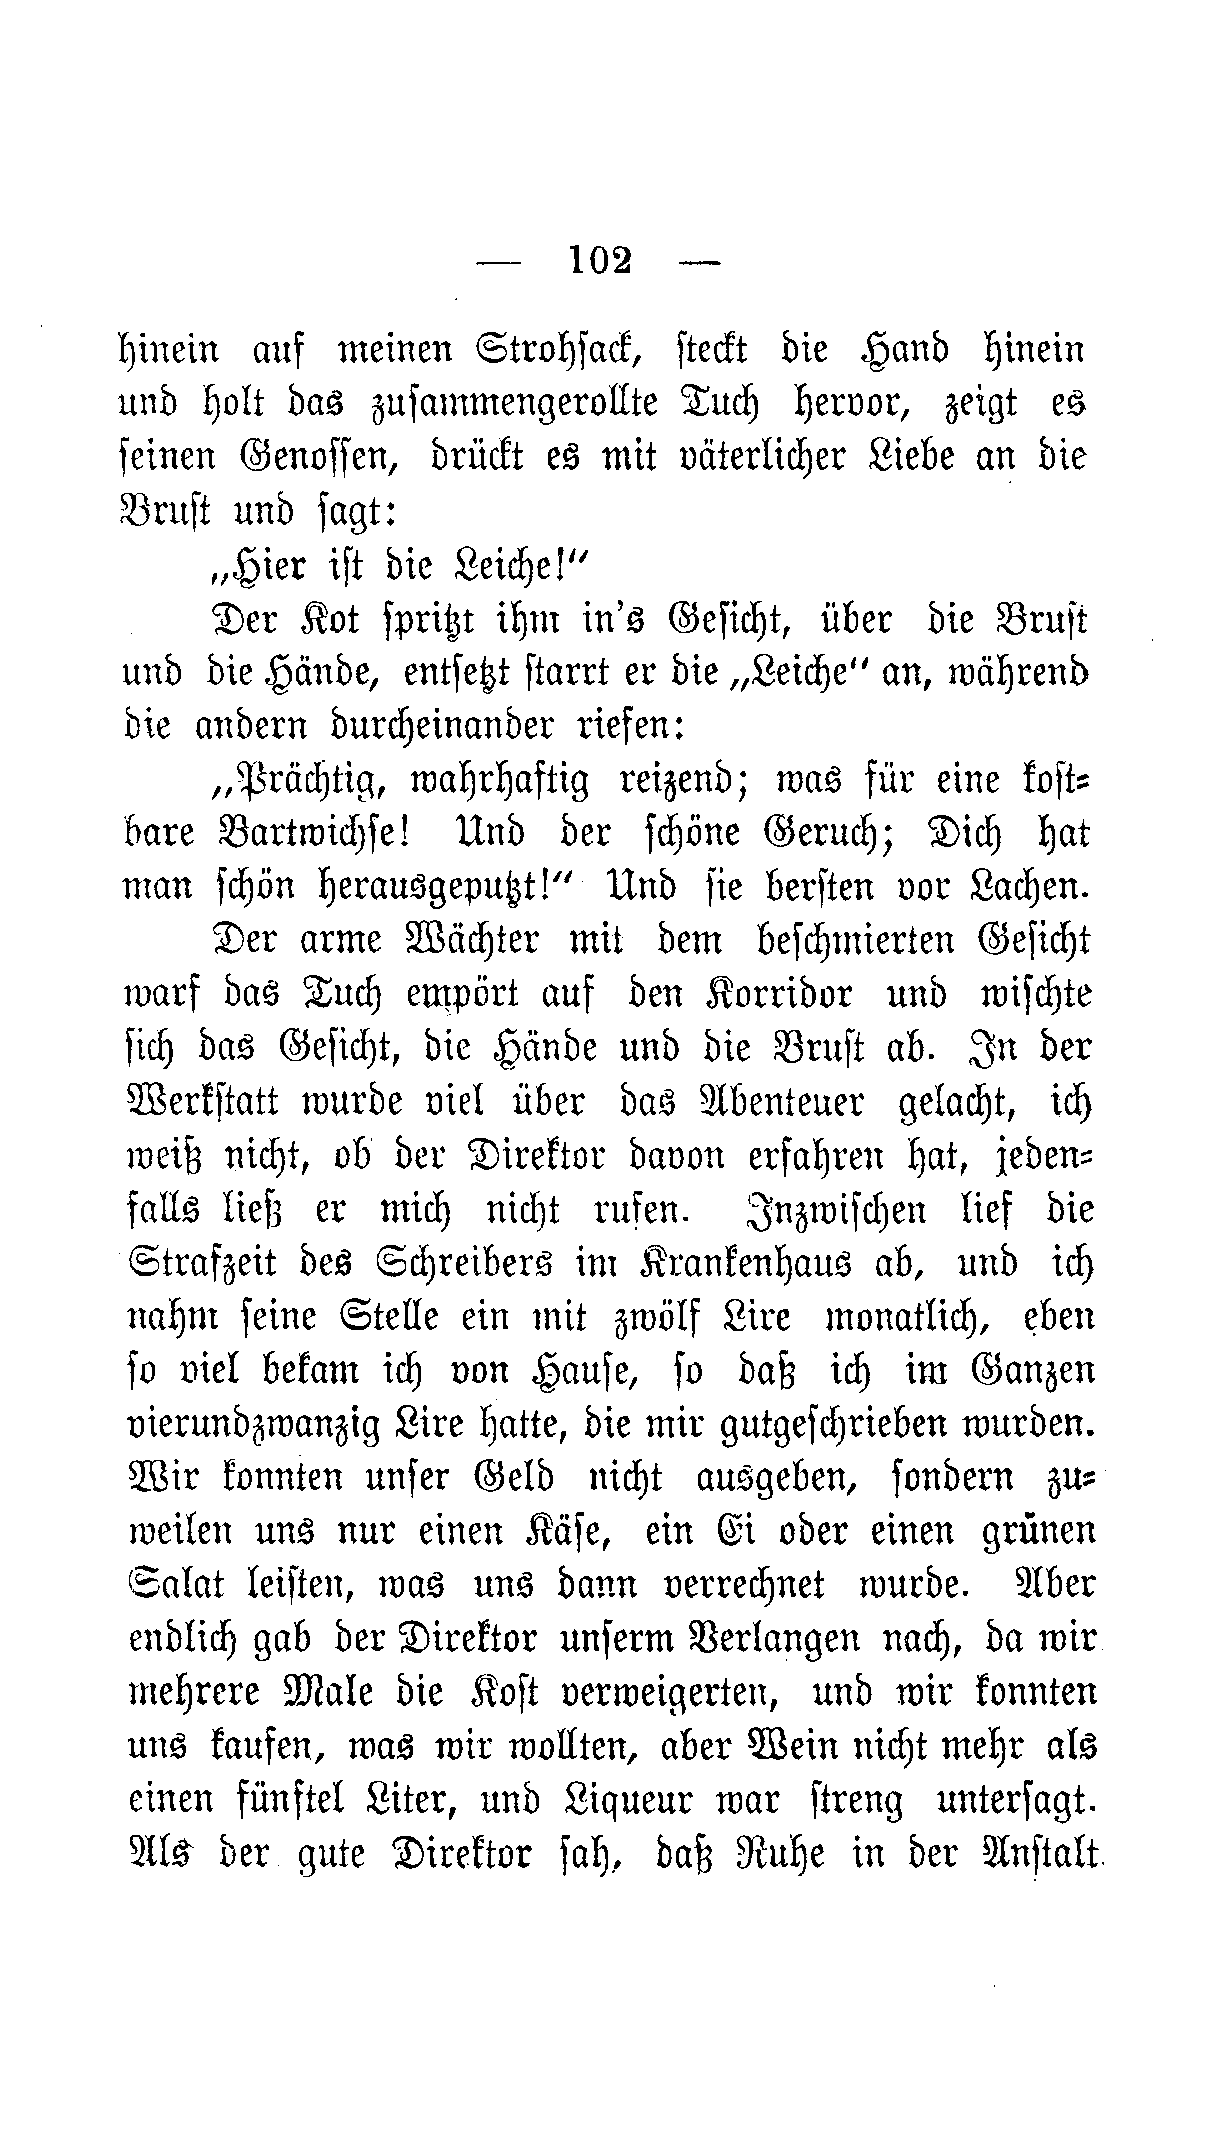 — 102 —
hinein auf meinen Strohsack, steckt die Hand hinein
und holt das zusammengerollte Tuch hervor, zeigt es
seinen Genossen, drückt es mit väterlicher Liebe an die
Brust und sagt:
„Hier ist die Leiche!“
Der Kot spritzt ihm in's Gesicht, über die Brust
und die Hände, entsetzt starrt er die „Leiche“ an, während
die andern durcheinander riefen:
„Prächtig, wahrhaftig reizend; was für eine kost-
bare Bartwichse! Und der schöne Geruch; Dich hat
man schön herausgeputzt!“ Und sie bersten vor Lachen.
Der arme Wächter mit dem beschmierten Gesicht
warf das Tuch empört auf den Korridor und wischte
sich das Gesicht, die Hände und die Brust ab. In der
Werkstatt wurde viel über das Abenteuer gelacht, ich
weiß nicht, ob der Direktor davon erfahren hat, jeden-
falls ließ er mich nicht rufen. Inzwischen lief die
Strafzeit des Schreibers im Krankenhaus ab, und ich
nahm seine Stelle ein mit zwölf Lire monatlich, eben
so viel bekam ich von Hause, so daß ich im Ganzen
vierundzwanzig Lire hatte, die mir gutgeschrieben wurden.
Wir konnten unser Geld nicht ausgeben, sondern zu-
weilen uns nur einen Käse, ein Ei oder einen grünen
Salat leisten, was uns dann verrechnet wurde. Aber
endlich gab der Direktor unserm Verlangen nach, da wir
mehrere Male die Kost verweigerten, und wir konnten
uns kaufen, was wir wollten, aber Wein nicht mehr als
einen fünftel Liter, und Liqueur war streng untersagt.
Als der gute Direktor sah, daß Ruhe in der Anstalt